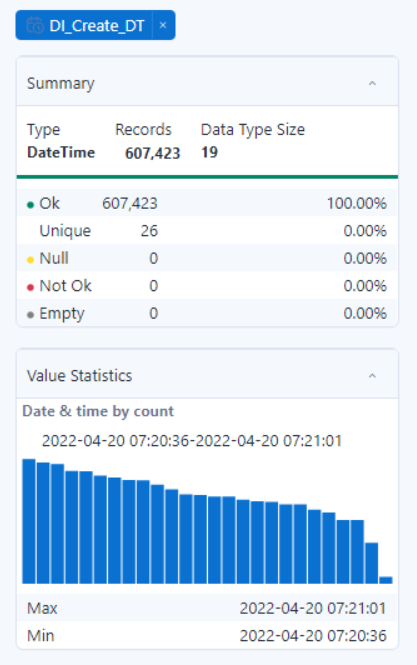 DI_Create_DT ×
Summary
Type Records Data Type Size
DateTime 607,423 19
Ok 607,423 100.00%
Unique 26 0.00%
Null 0 0.00%
Not Ok 0 0.00%
Empty 0 0.00%
Value Statistics
Date & time by count
2022-04-20 07:20:36-2022-04-20 07:21:01
Max 2022-04-20 07:21:01
Min 2022-04-20 07:20:36